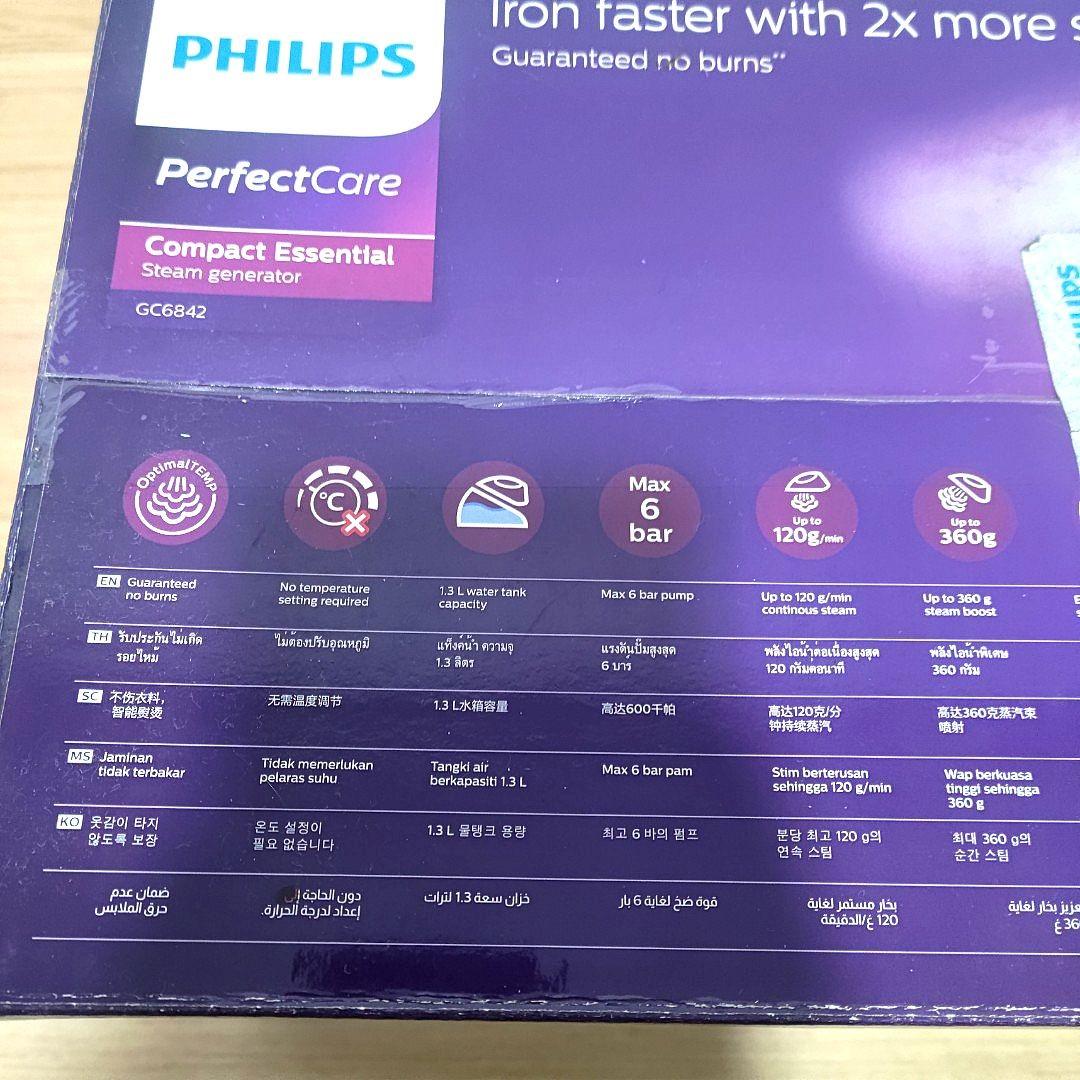 PHILIPS
Iron faster with 2x more
Guaranteed no burns**
PerfectCare
Compact Essential
Steam generator
GC6842
OptimalTEMP
°C
Max
6
bar
Up to
120g/min
Up to
360g
EN Guaranteed
no burns
No temperature
setting required
1.3 L water tank
capacity
Max 6 bar pump
Up to 120 g/min
continous steam
Up to 360 g
steam boost
TH รับประกันไม่เกิด
รอยไหม้
ไม่ต้องปรับอุณหภูมิ
แท็งค์น้ำ ความจุ
1.3 ลิตร
แรงดันปั๊มสูงสุด
6 บาร์
พลังไอน้ำต่อเนื่องสูงสุด
120 กรัมต่อนาที
พลังไอน้ำพิเศษ
360 กรัม
SC 不伤衣料，
智能熨烫
无需温度调节
1.3 L水箱容量
高达600千帕
高达120克/分
钟持续蒸汽
高达360克蒸汽束
喷射
MS Jaminan
tidak terbakar
Tidak memerlukan
pelaras suhu
Tangki air
berkapasiti 1.3 L
Max 6 bar pam
Stim berterusan
sehingga 120 g/min
Wap berkuasa
tinggi sehingga
360 g
KO 옷감이 타지
않도록 보장
온도 설정이
필요 없습니다
1.3 L 물탱크 용량
최고 6 바의 펌프
분당 최고 120 g의
연속 스팀
최대 360 g의
순간 스팀
ضمان عدم
حرق الملابس
دون الحاجة
إعداد لدرجة الحرارة.
خزان سعة 1.3 لترات
قوة ضخ لغاية 6 بار
بخار مستمر لغاية
120 غ/الدقيقة
بخار لغاية